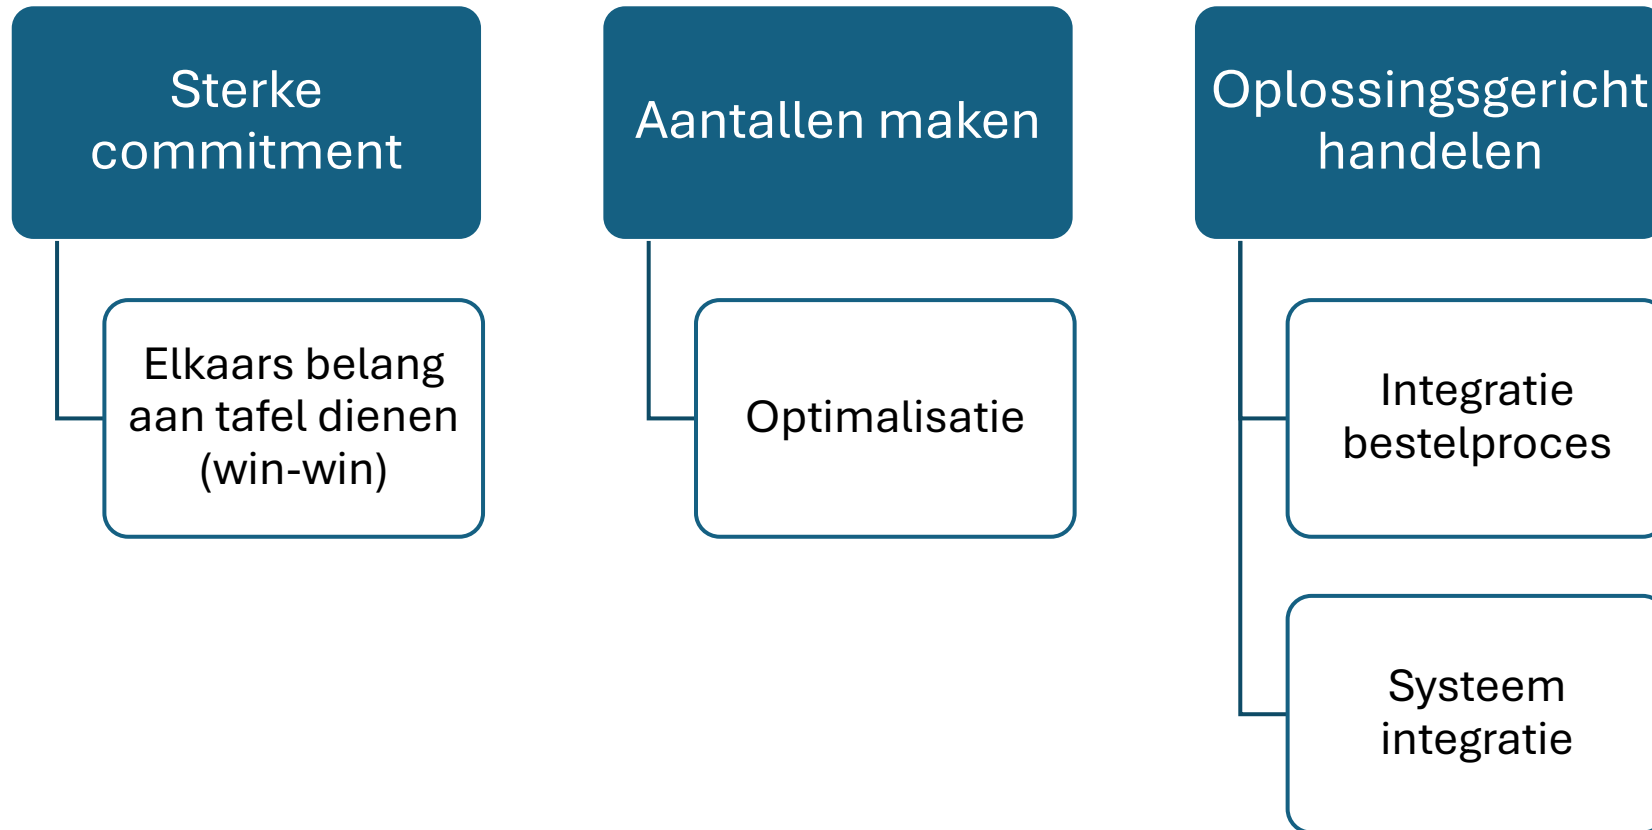 Sterke
commitment
Elkaars belang
aan tafel dienen
(win-win)
Aantallen maken
Optimalisatie
Oplossingsgericht
handelen
Integratie
bestelproces
Systeem
integratie